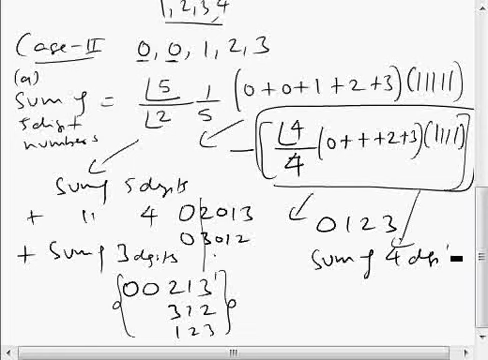 1,2,3,4
Case-II 0, 0, 1, 2, 3
(a)
Sum of 5 digit numbers = ⌊5/⌊2 1/5 (0+0+1+2+3)(11111)
- [⌊4/4 (0+1+2+3)(1111)]
Sum of 5 digits
+ " 4 02013
03012
+ Sum of 3 digits
0123
Sum of 4 digi
00213
312
123